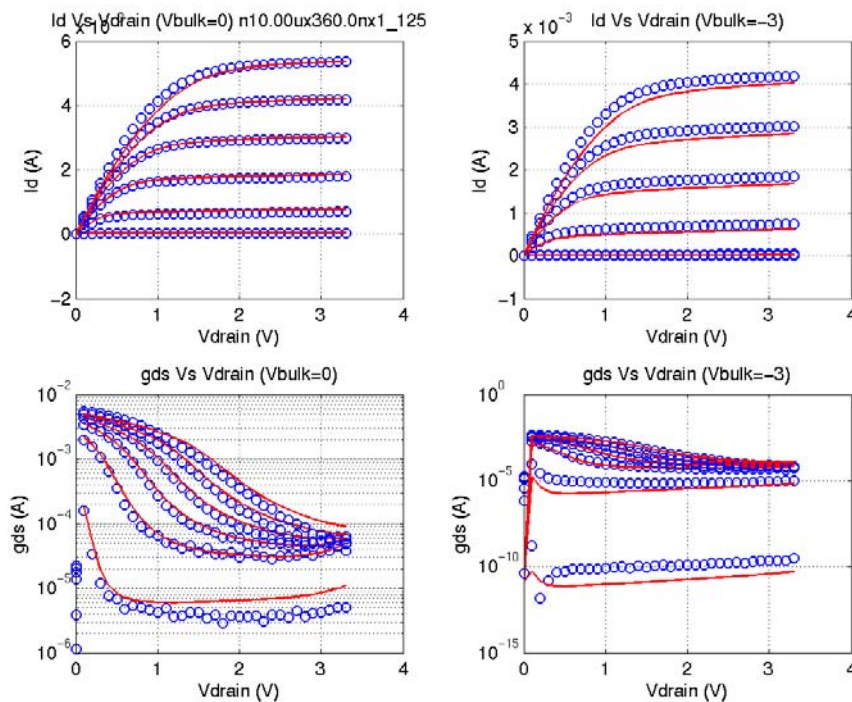 Id Vs Vdrain (Vbulk=0) n10.00ux360.0nx1_125
6
4
2
0
−2
Id (A)
0 1 2 3 4
Vdrain (V)
x 10⁻³
Id Vs Vdrain (Vbulk=−3)
5
4
3
2
1
0
−1
Id (A)
0 1 2 3 4
Vdrain (V)
gds Vs Vdrain (Vbulk=0)
10⁻²
10⁻³
10⁻⁴
10⁻⁵
10⁻⁶
gds (A)
0 1 2 3 4
Vdrain (V)
gds Vs Vdrain (Vbulk=−3)
10⁰
10⁻⁵
10⁻¹⁰
10⁻¹⁵
gds (A)
0 1 2 3 4
Vdrain (V)